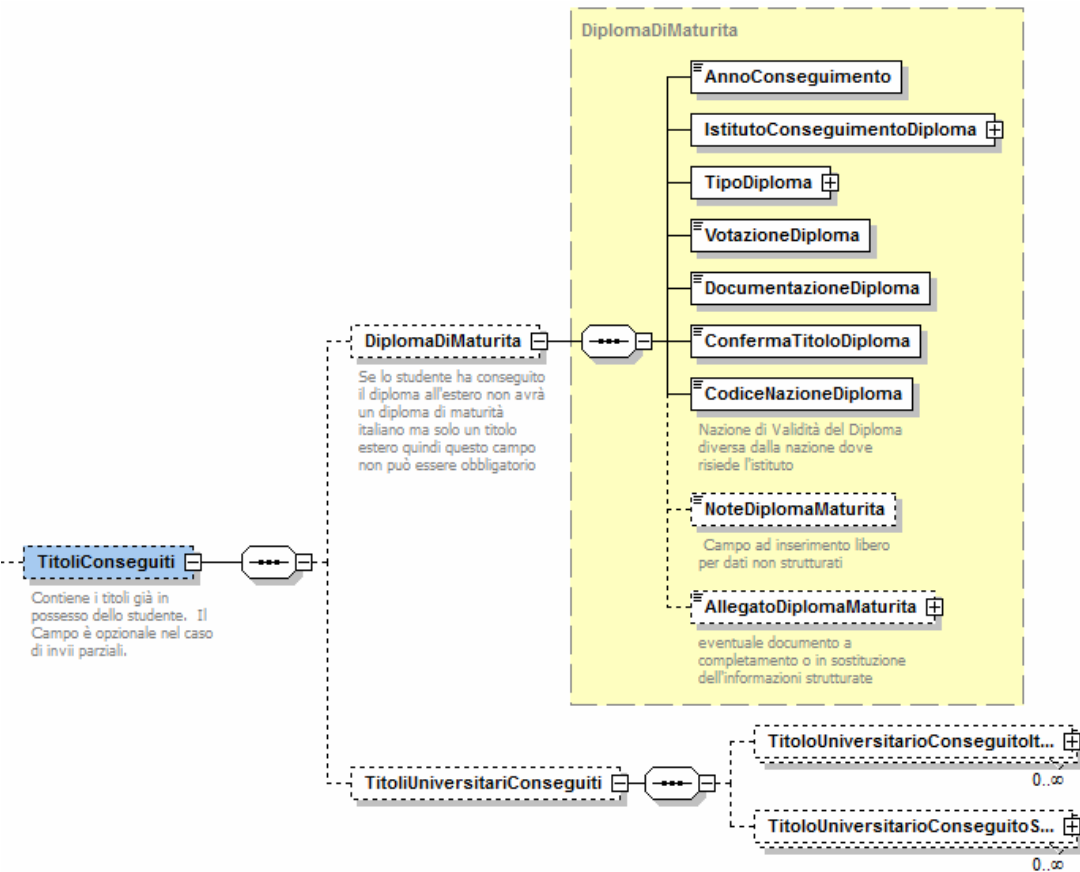 DiplomaDiMaturita
AnnoConseguimento
IstitutoConseguimentoDiploma
TipoDiploma
VotazioneDiploma
DocumentazioneDiploma
DiplomaDiMaturita
ConfermaTitoloDiploma
Se lo studente ha conseguito
il diploma all'estero non avrà
un diploma di maturità
italiano ma solo un titolo
estero quindi questo campo
non può essere obbligatorio
CodiceNazioneDiploma
Nazione di Validità del Diploma
diversa dalla nazione dove
risiede l'istituto
NoteDiplomaMaturita
Campo ad inserimento libero
per dati non strutturati
TitoliConseguiti
Contiene i titoli già in
possesso dello studente. Il
Campo è opzionale nel caso
di invii parziali.
AllegatoDiplomaMaturita
eventuale documento a
completamento o in sostituzione
dell'informazioni strutturate
TitoliUniversitariConseguiti
TitoloUniversitarioConseguitoIt...
0..∞
TitoloUniversitarioConseguitoS...
0..∞